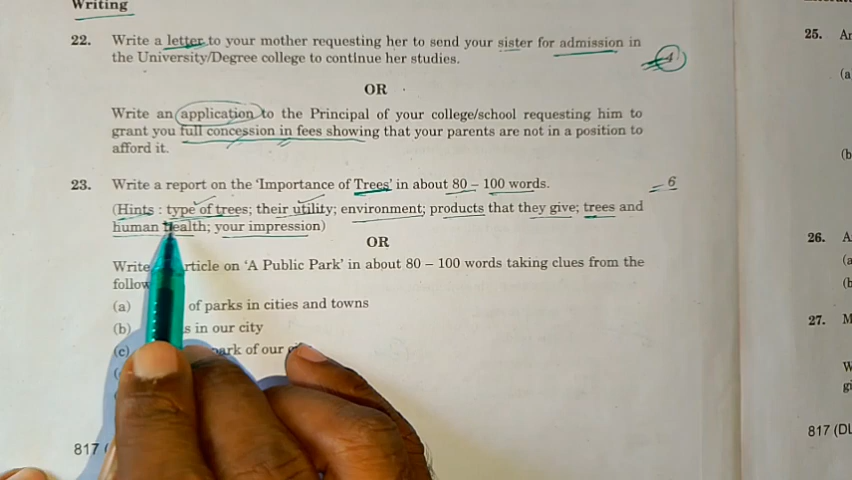 Writing
22. Write a letter to your mother requesting her to send your sister for admission in
the University/Degree college to continue her studies.
4
OR
Write an application to the Principal of your college/school requesting him to
grant you full concession in fees showing that your parents are not in a position to
afford it.
23. Write a report on the 'Importance of Trees' in about 80 – 100 words.
= 6
(Hints : type of trees; their utility; environment; products that they give; trees and
human health; your impression)
OR
Write article on 'A Public Park' in about 80 – 100 words taking clues from the
follow
(a) of parks in cities and towns
(b) in our city
(c) park of our
817 (
25. An
(a
(b
26. A
(a
(b
27. M
W
gi
817 (DL